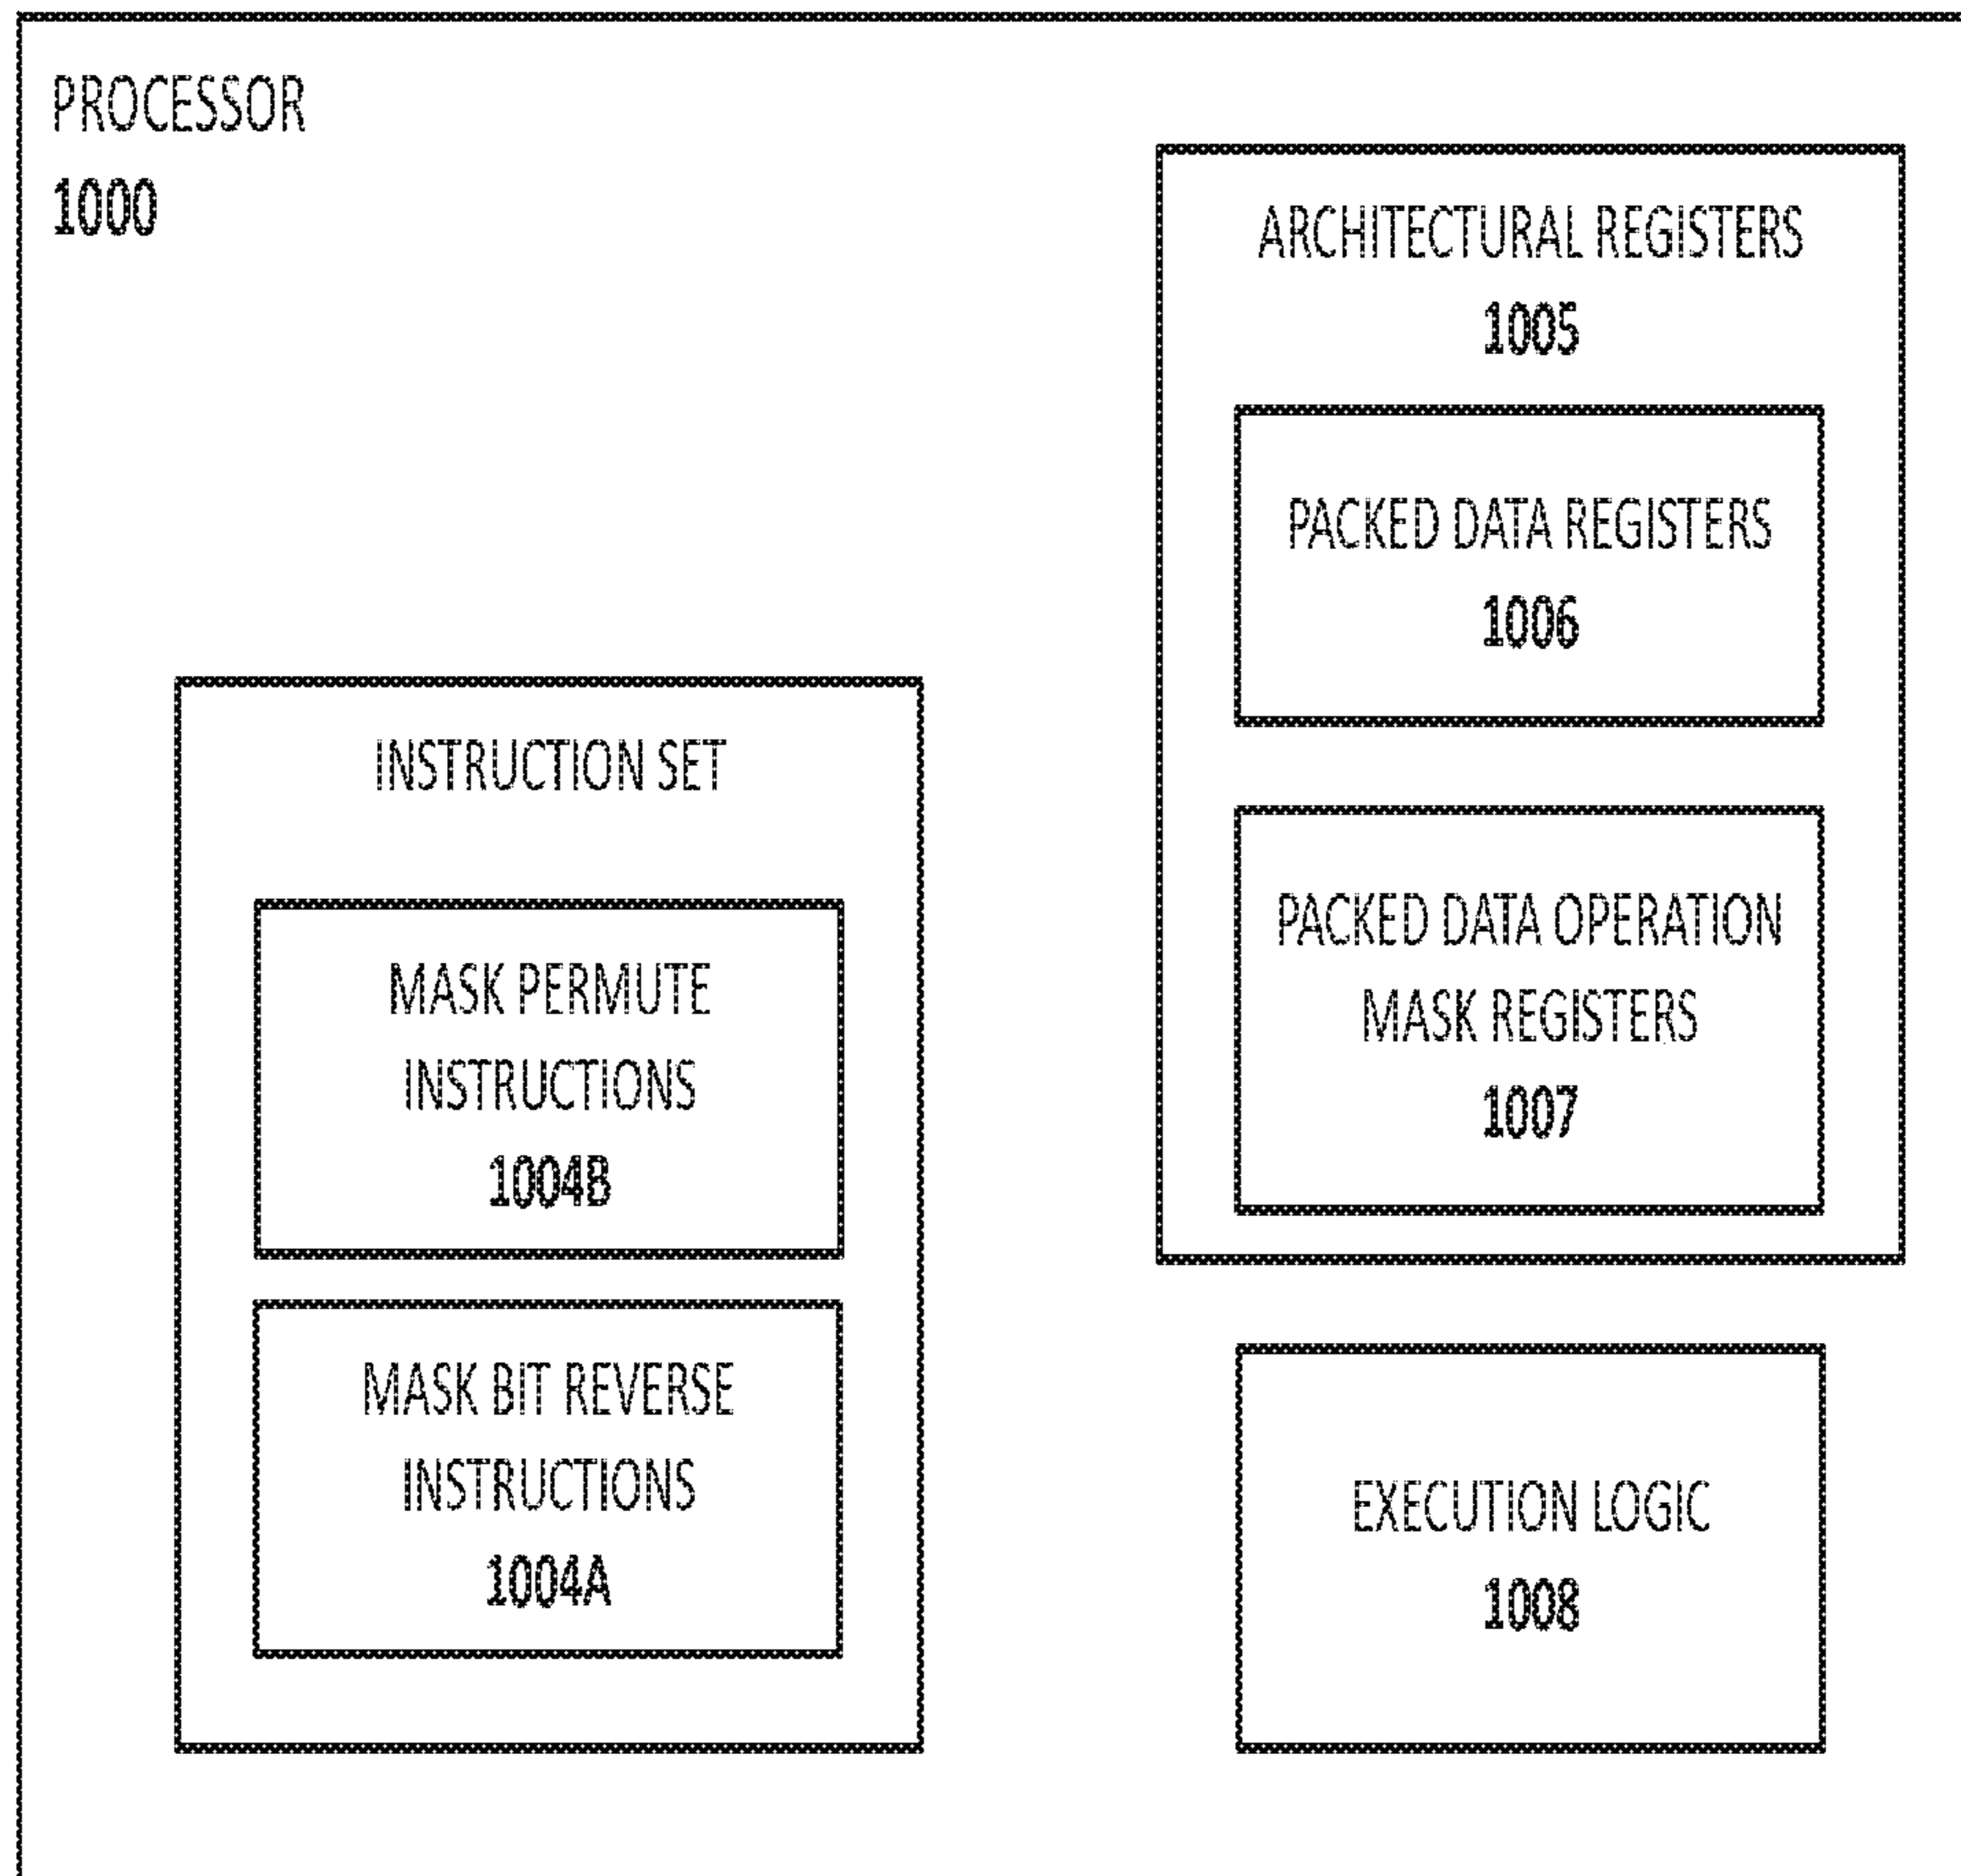 PROCESSOR
1000
ARCHITECTURAL REGISTERS
1005
PACKED DATA REGISTERS
1006
PACKED DATA OPERATION
MASK REGISTERS
1007
INSTRUCTION SET
MASK PERMUTE
INSTRUCTIONS
1004B
MASK BIT REVERSE
INSTRUCTIONS
1004A
EXECUTION LOGIC
1008